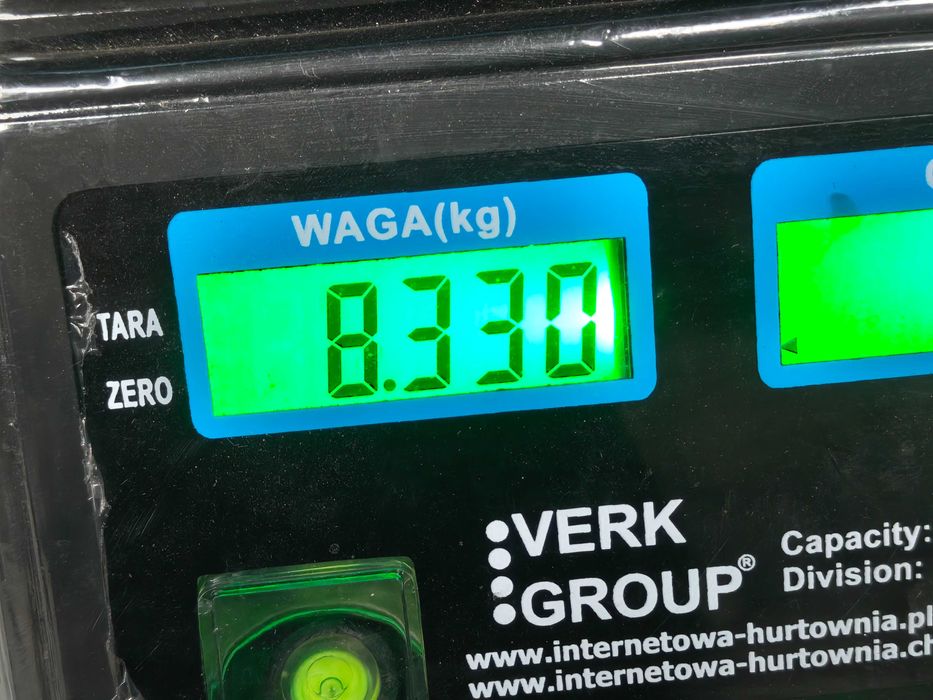 WAGA(kg)
8.330
TARA
ZERO
VERK
GROUP®
Capacity:
Division:
www.internetowa-hurtownia.pl
www.internetowa-hurtownia.ch